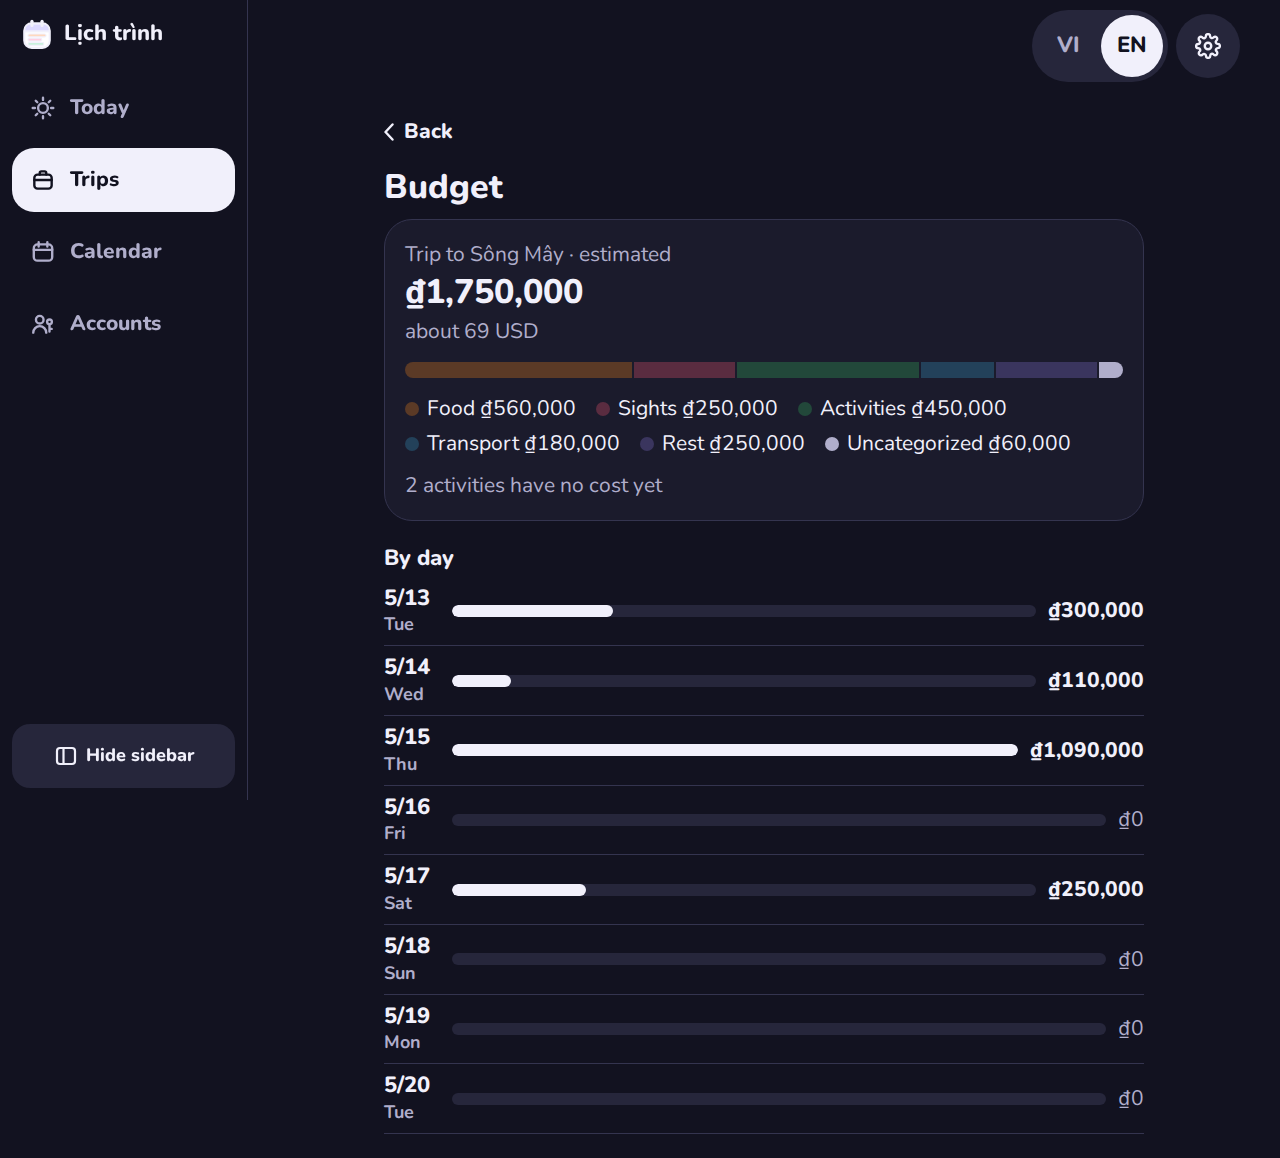 Lịch trình
VI EN
Today
Trips
Calendar
Accounts
Hide sidebar
Back
Budget
Trip to Sông Mây · estimated
₫1,750,000
about 69 USD
Food ₫560,000 Sights ₫250,000 Activities ₫450,000
Transport ₫180,000 Rest ₫250,000 Uncategorized ₫60,000
2 activities have no cost yet
By day
5/13
Tue
₫300,000
5/14
Wed
₫110,000
5/15
Thu
₫1,090,000
5/16
Fri
₫0
5/17
Sat
₫250,000
5/18
Sun
₫0
5/19
Mon
₫0
5/20
Tue
₫0